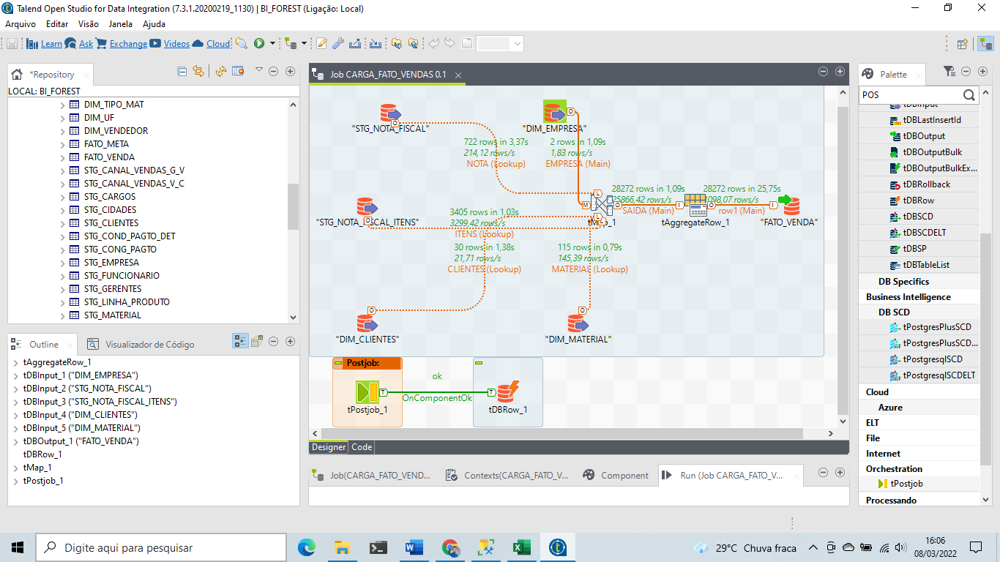 Talend Open Studio for Data Integration (7.3.1.20200219_1130) | BI_FOREST (Ligação: Local)
Arquivo Editar Visão Janela Ajuda
Learn Ask Exchange Videos Cloud
*Repository
LOCAL: BI_FOREST
DIM_TIPO_MAT
DIM_UF
DIM_VENDEDOR
FATO_META
FATO_VENDA
STG_CANAL_VENDAS_G_V
STG_CANAL_VENDAS_V_C
STG_CARGOS
STG_CIDADES
STG_CLIENTES
STG_COND_PAGTO_DET
STG_CONG_PAGTO
STG_EMPRESA
STG_FUNCIONARIO
STG_GERENTES
STG_LINHA_PRODUTO
STG_MATERIAL
Outline Visualizador de Código
tAggregateRow_1
tDBInput_1 ("DIM_EMPRESA")
tDBInput_2 ("STG_NOTA_FISCAL")
tDBInput_3 ("STG_NOTA_FISCAL_ITENS")
tDBInput_4 ("DIM_CLIENTES")
tDBInput_5 ("DIM_MATERIAL")
tDBOutput_1 ("FATO_VENDA")
tDBRow_1
tMap_1
tPostjob_1
Job CARGA_FATO_VENDAS 0.1
"STG_NOTA_FISCAL" "DIM_EMPRESA"
722 rows in 3,37s 2 rows in 1,09s
214,12 rows/s 1,83 rows/s
NOTA (Lookup) EMPRESA (Main)
28272 rows in 1,09s 28272 rows in 25,75s
25866,42 rows/s 1098,07 rows/s
SAIDA (Main) row1 (Main)
3405 rows in 1,03s
"STG_NOTA_FISCAL_ITENS" 3299,42 rows/s tMap_1 tAggregateRow_1 "FATO_VENDA"
ITENS (Lookup)
30 rows in 1,38s 115 rows in 0,79s
21,71 rows/s 145,39 rows/s
CLIENTES (Lookup) MATERIAL (Lookup)
"DIM_CLIENTES" "DIM_MATERIAL"
Postjob:
ok
OnComponentOk
tPostjob_1 tDBRow_1
Designer Code
Job(CARGA_FATO_VEND... Contexts(CARGA_FATO_V... Component Run (Job CARGA_FATO_V...
Palette
POS
tDBInput
tDBLastInsertId
tDBOutput
tDBOutputBulk
tDBOutputBulkEx...
tDBRollback
tDBRow
tDBSCD
tDBSCDELT
tDBSP
tDBTableList
DB Specifics
Business Intelligence
DB SCD
tPostgresPlusSCD
tPostgresPlusSCD...
tPostgresqlSCD
tPostgresqlSCDELT
Cloud
Azure
ELT
File
Internet
Orchestration
tPostjob
Processando
Digite aqui para pesquisar
29°C Chuva fraca
16:06
08/03/2022